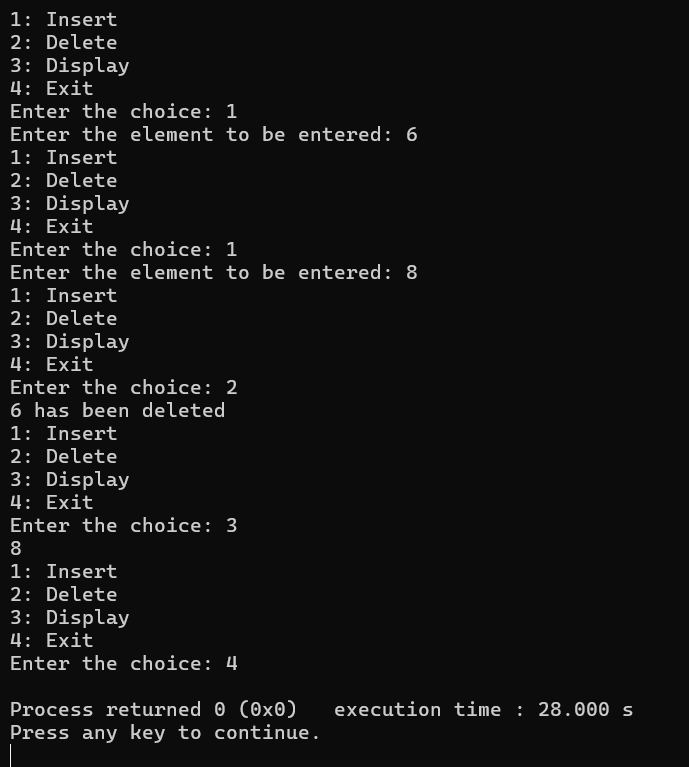 1: Insert
2: Delete
3: Display
4: Exit
Enter the choice: 1
Enter the element to be entered: 6
1: Insert
2: Delete
3: Display
4: Exit
Enter the choice: 1
Enter the element to be entered: 8
1: Insert
2: Delete
3: Display
4: Exit
Enter the choice: 2
6 has been deleted
1: Insert
2: Delete
3: Display
4: Exit
Enter the choice: 3
8
1: Insert
2: Delete
3: Display
4: Exit
Enter the choice: 4

Process returned 0 (0x0)   execution time : 28.000 s
Press any key to continue.